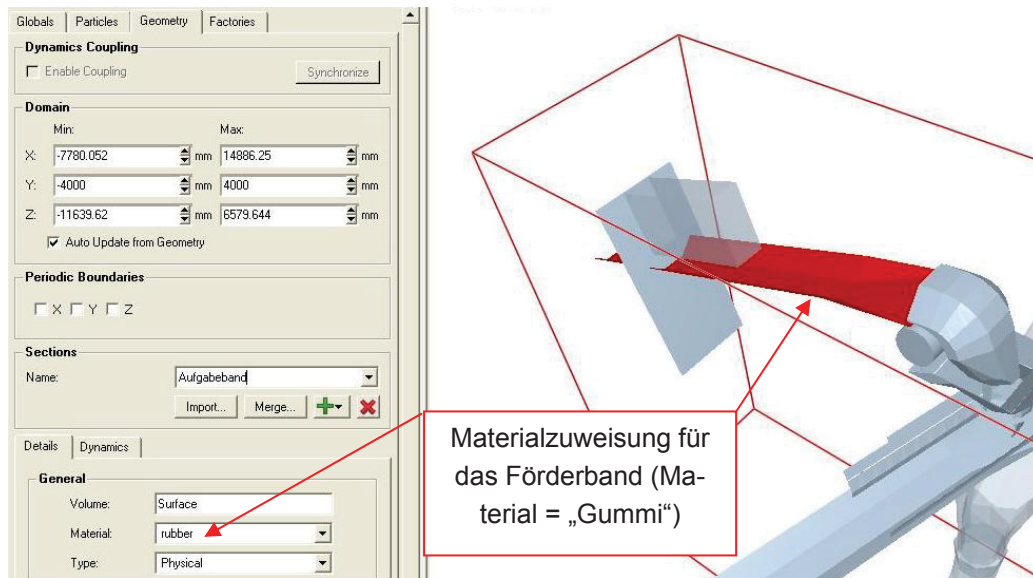 Globals Particles Geometry Factories
Dynamics Coupling
Enable Coupling Synchronize
Domain
Min: Max:
X: -7780.052 mm 14886.25 mm
Y: -4000 mm 4000 mm
Z: -11639.62 mm 6579.644 mm
Auto Update from Geometry
Periodic Boundaries
X Y Z
Sections
Name: Aufgabeband
Import... Merge...
Details Dynamics
General
Volume: Surface
Material: rubber
Type: Physical
Materialzuweisung für
das Förderband (Ma-
terial = „Gummi“)